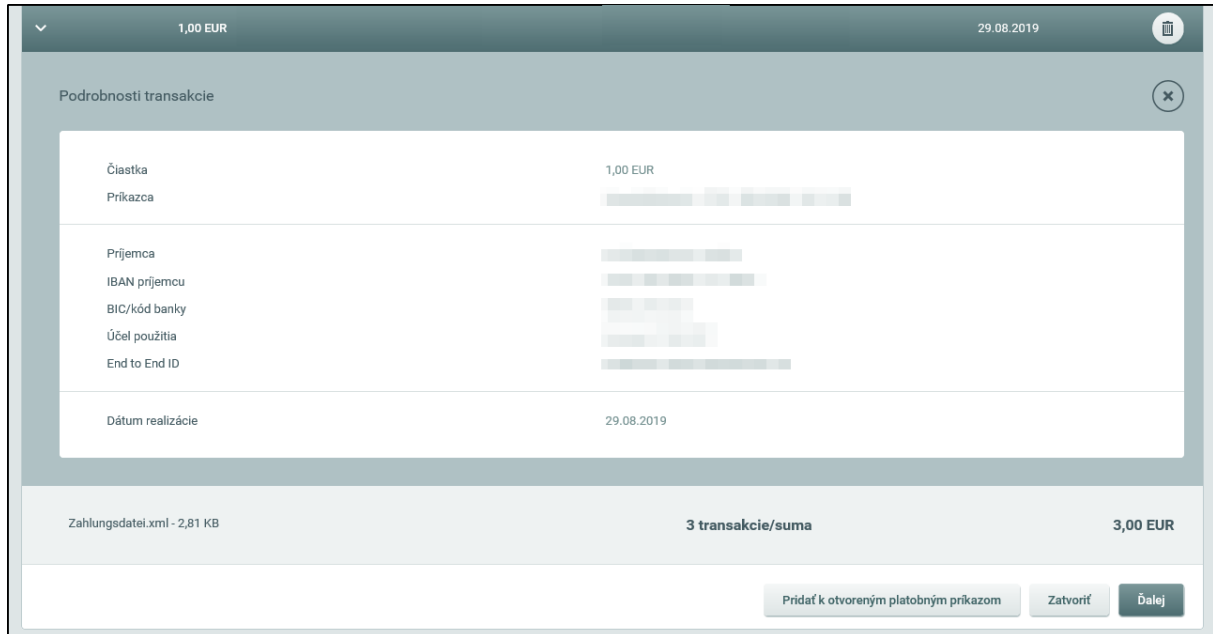 1,00 EUR 29.08.2019
Podrobnosti transakcie
Čiastka 1,00 EUR
Príkazca
Príjemca
IBAN príjemcu
BIC/kód banky
Účel použitia
End to End ID
Dátum realizácie 29.08.2019
Zahlungsdatei.xml - 2,81 KB 3 transakcie/suma 3,00 EUR
Pridať k otvoreným platobným príkazom Zatvoriť Ďalej